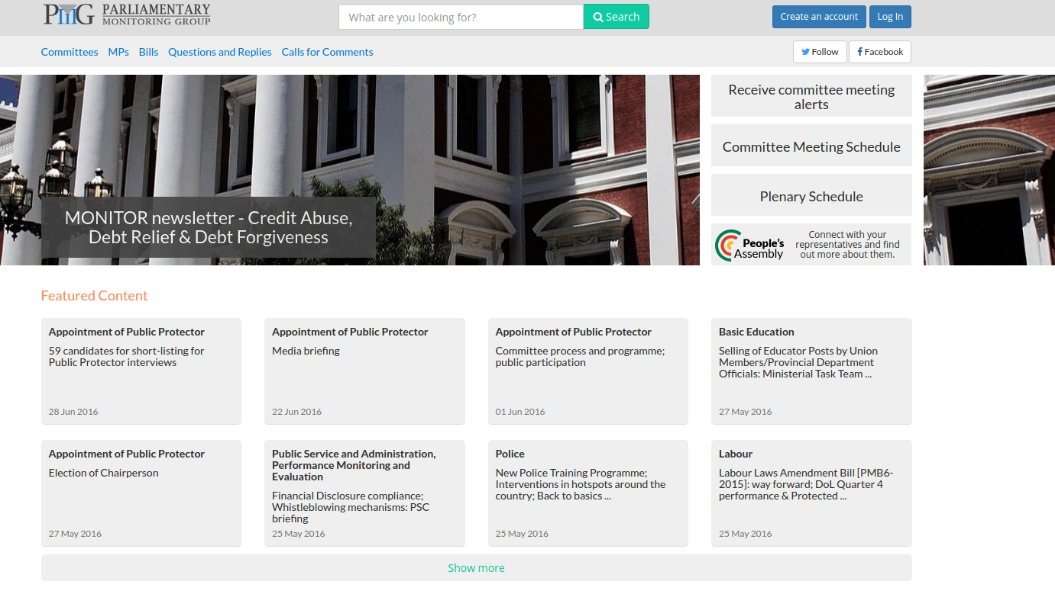 PMG PARLIAMENTARY
MONITORING GROUP
What are you looking for?
Search
Create an account
Log In
Committees MPs Bills Questions and Replies Calls for Comments
Follow
Facebook
MONITOR newsletter - Credit Abuse,
Debt Relief & Debt Forgiveness
Receive committee meeting
alerts
Committee Meeting Schedule
Plenary Schedule
People's
Assembly
Connect with your
representatives and find
out more about them.
Featured Content
Appointment of Public Protector
59 candidates for short-listing for
Public Protector interviews
28 Jun 2016
Appointment of Public Protector
Media briefing
22 Jun 2016
Appointment of Public Protector
Committee process and programme;
public participation
01 Jun 2016
Basic Education
Selling of Educator Posts by Union
Members/Provincial Department
Officials: Ministerial Task Team ...
27 May 2016
Appointment of Public Protector
Election of Chairperson
27 May 2016
Public Service and Administration,
Performance Monitoring and
Evaluation
Financial Disclosure compliance;
Whistleblowing mechanisms: PSC
briefing
25 May 2016
Police
New Police Training Programme;
Interventions in hotspots around the
country; Back to basics ...
25 May 2016
Labour
Labour Laws Amendment Bill [PMB6-
2015]: way forward; DoL Quarter 4
performance & Protected ...
25 May 2016
Show more